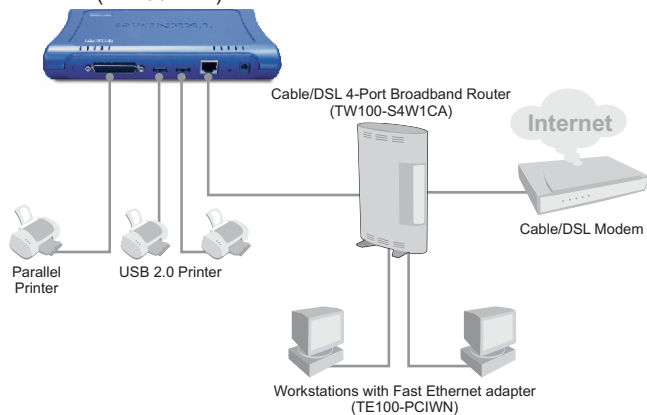 Cable/DSL 4-Port Broadband Router
(TW100-S4W1CA)
Internet
Cable/DSL Modem
Parallel
Printer
USB 2.0 Printer
Workstations with Fast Ethernet adapter
(TE100-PCIWN)